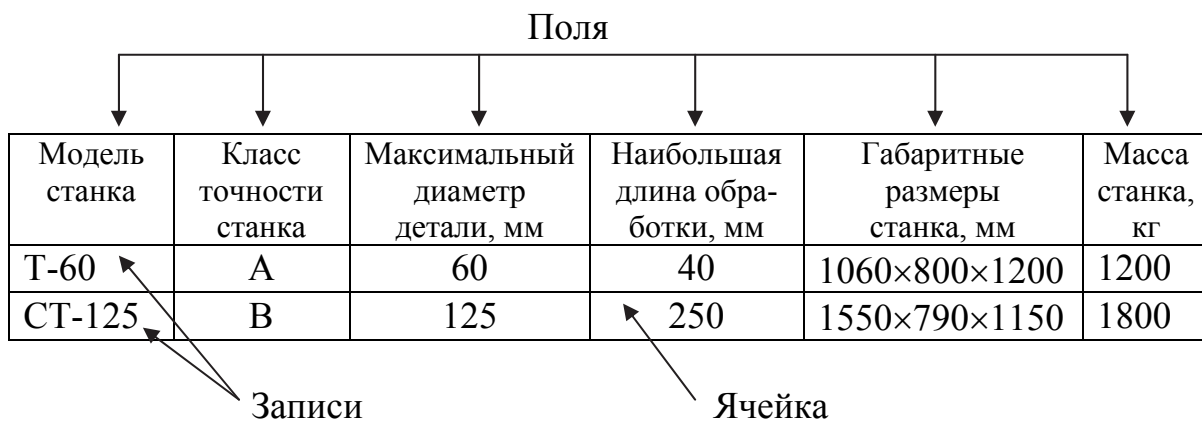 Поля
Модель станка | Класс точности станка | Максимальный диаметр детали, мм | Наибольшая длина обра-ботки, мм | Габаритные размеры станка, мм | Масса станка, кг
Т-60 | А | 60 | 40 | 1060×800×1200 | 1200
СТ-125 | В | 125 | 250 | 1550×790×1150 | 1800
Записи
Ячейка